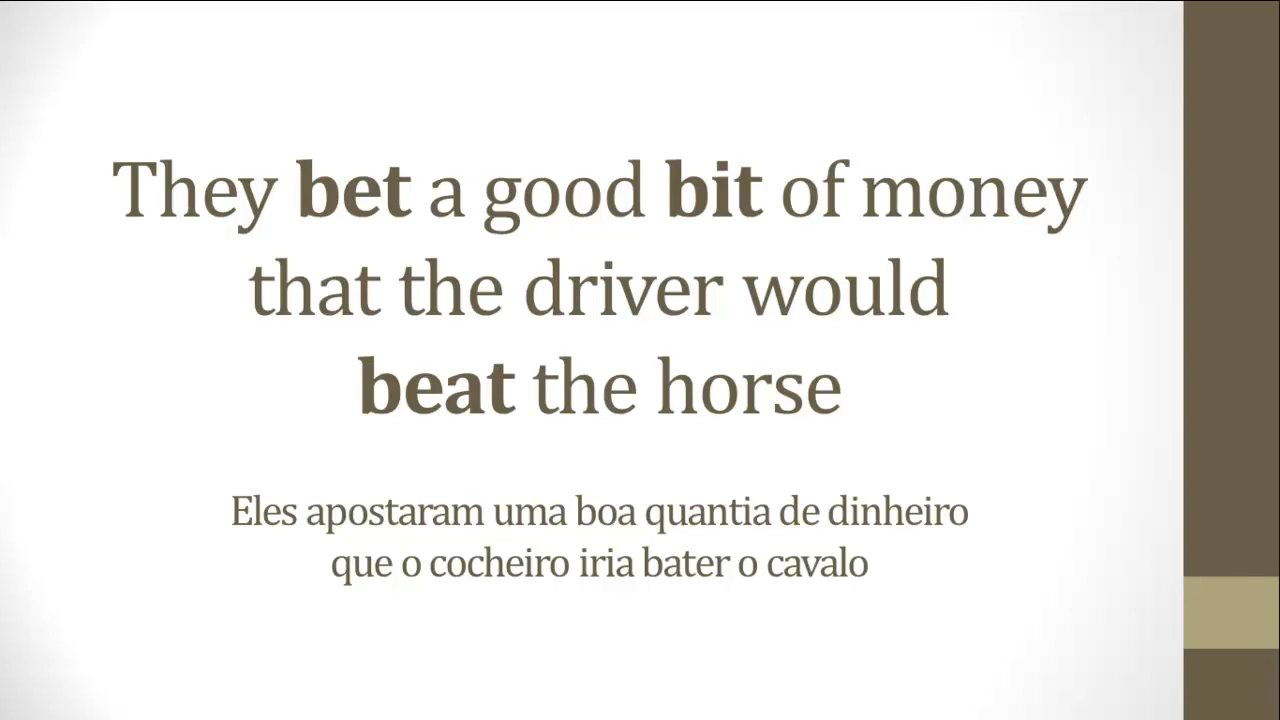 They bet a good bit of money
that the driver would
beat the horse
Eles apostaram uma boa quantia de dinheiro
que o cocheiro iria bater o cavalo